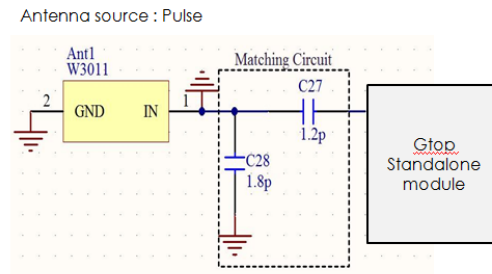 Antenna source : Pulse
Ant1
W3011
Matching Circuit
C27
2
GND
IN
1
1.2p
Gtop
Standalone
module
C28
1.8p